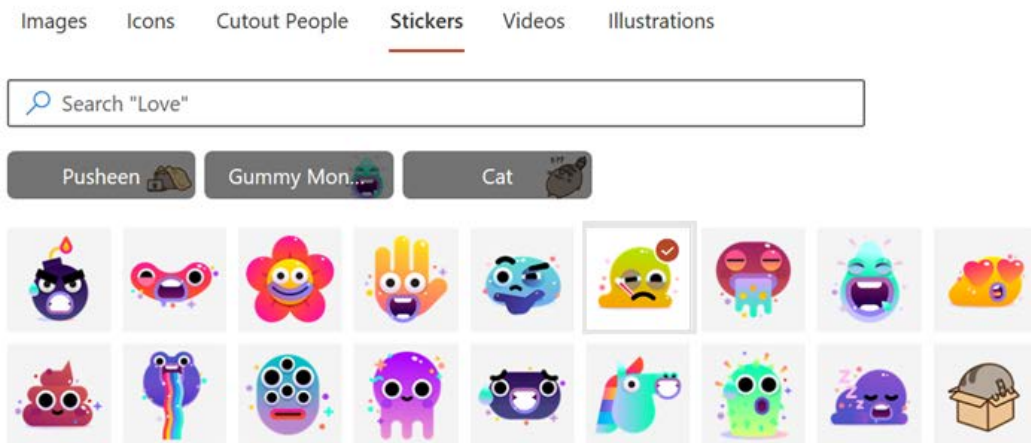 Images Icons Cutout People Stickers Videos Illustrations
Search "Love"
Pusheen Gummy Mon... Cat